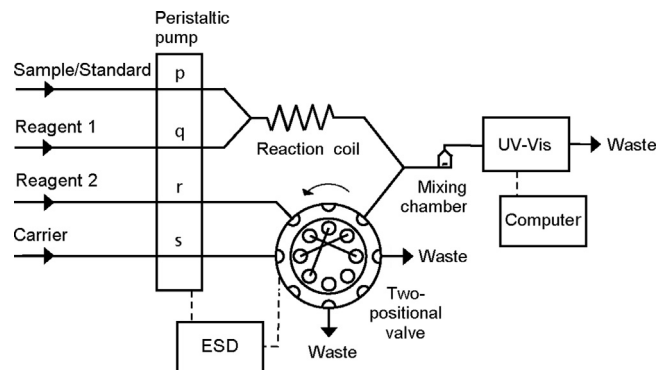 Peristaltic
pump
Sample/Standard
p
Reagent 1
q
Reaction coil
Reagent 2
r
Carrier
s
Mixing
chamber
UV-Vis
Waste
Computer
Waste
Two-
positional
valve
Waste
ESD